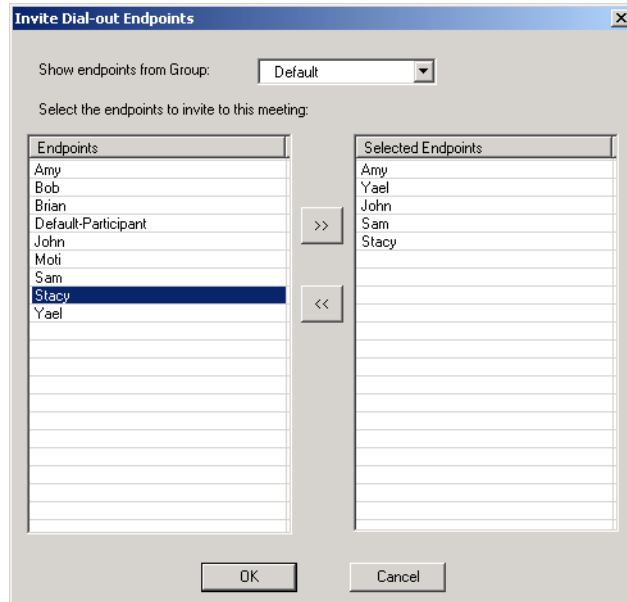 Invite Dial-out Endpoints
Show endpoints from Group: Default
Select the endpoints to invite to this meeting:
Endpoints
Amy
Bob
Brian
Default-Participant
John
Moti
Sam
Stacy
Yael
>>
<<
Selected Endpoints
Amy
Yael
John
Sam
Stacy
OK
Cancel